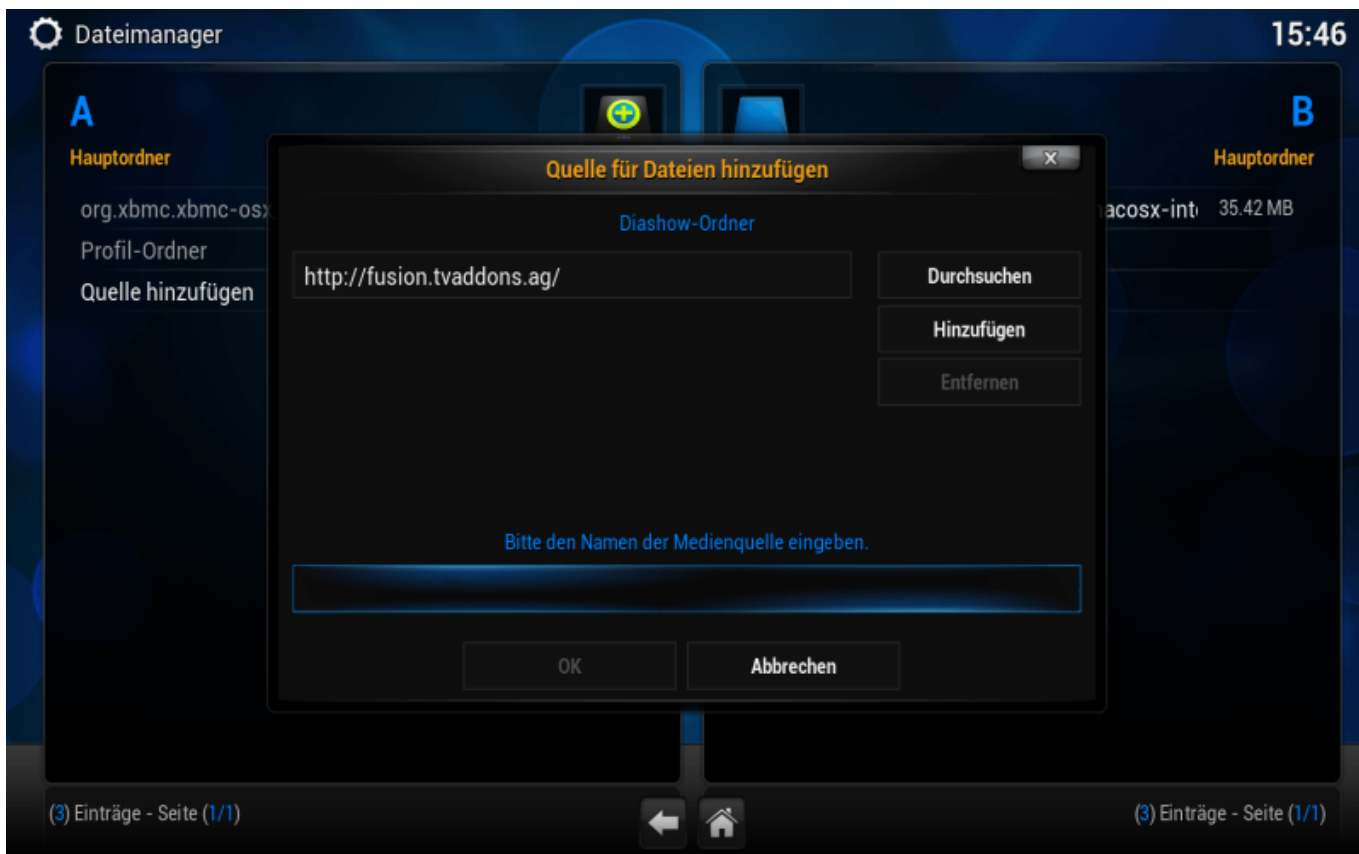 Dateimanager
15:46
A
B
Hauptordner
Hauptordner
Quelle für Dateien hinzufügen
x
org.xbmc.xbmc-osx
acosx-int
35.42 MB
Diashow-Ordner
Profil-Ordner
http://fusion.tvaddons.ag/
Durchsuchen
Quelle hinzufügen
Hinzufügen
Entfernen
Bitte den Namen der Medienquelle eingeben.
OK
Abbrechen
(3) Einträge - Seite (1/1)
(3) Einträge - Seite (1/1)